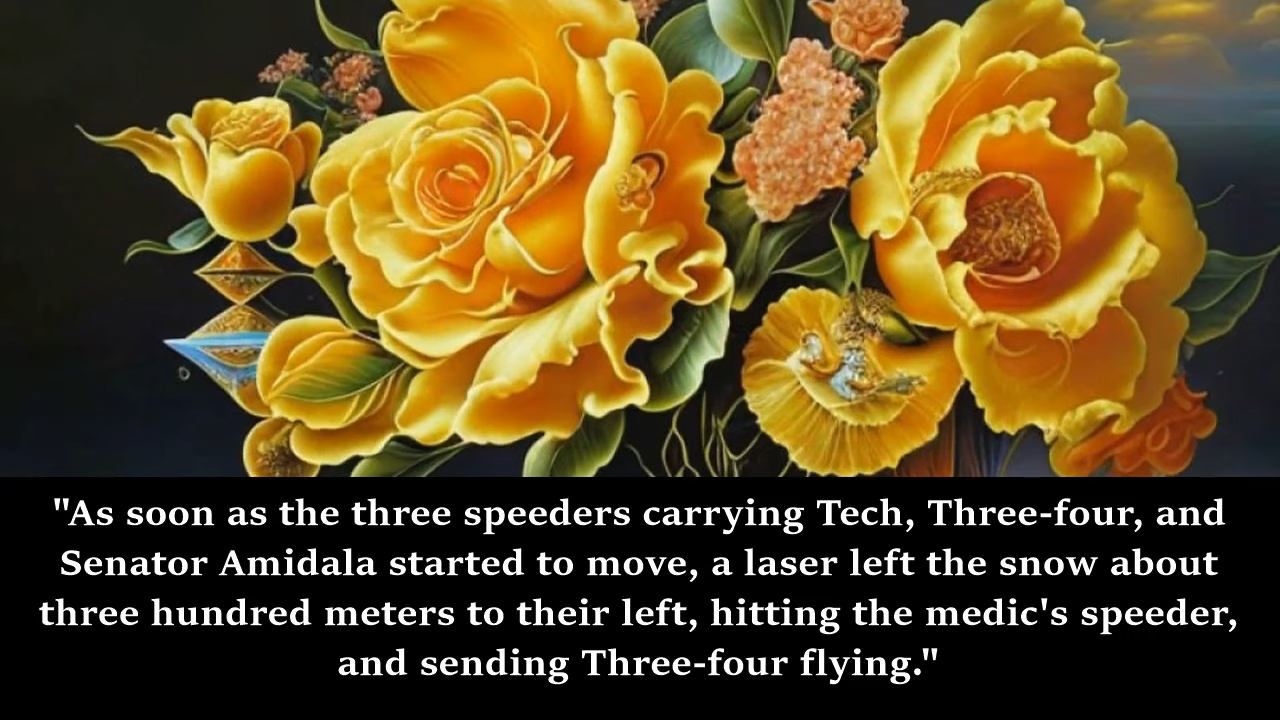 "As soon as the three speeders carrying Tech, Three-four, and
Senator Amidala started to move, a laser left the snow about
three hundred meters to their left, hitting the medic's speeder,
and sending Three-four flying."